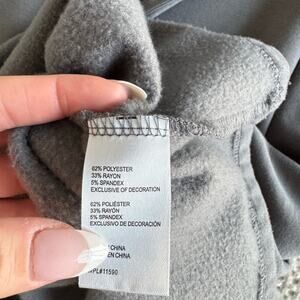 62% POLYESTER
33% RAYON
5% SPANDEX
EXCLUSIVE OF DECORATION
62% POLIÉSTER
33% RAYÓN
5% SPANDEX
EXCLUSIVO DE DECORACIÓN
CHINA
EN CHINA
PL#11590